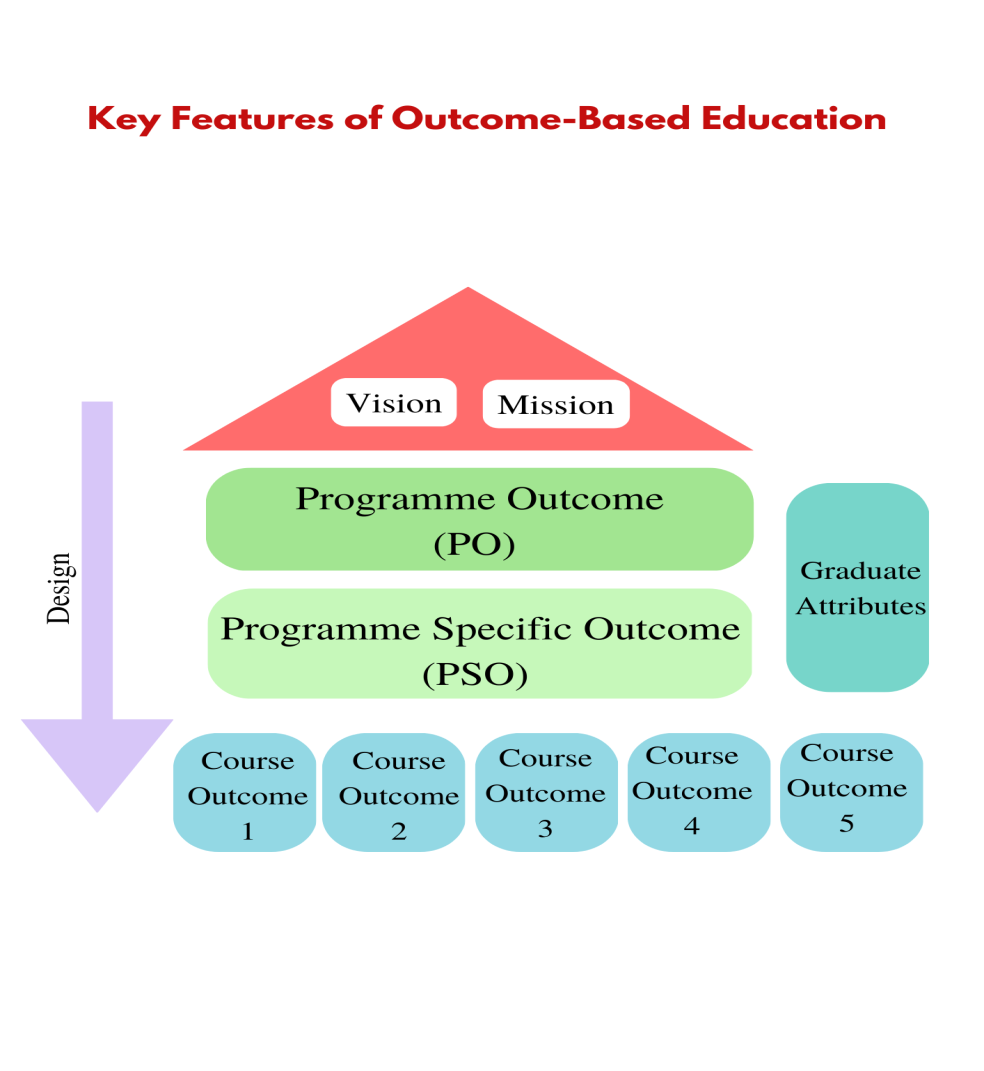 Key Features of Outcome-Based Education
Vision
Mission
Programme Outcome
(PO)
Programme Specific Outcome
(PSO)
Graduate
Attributes
Design
Course
Outcome
1
Course
Outcome
2
Course
Outcome
3
Course
Outcome
4
Course
Outcome
5